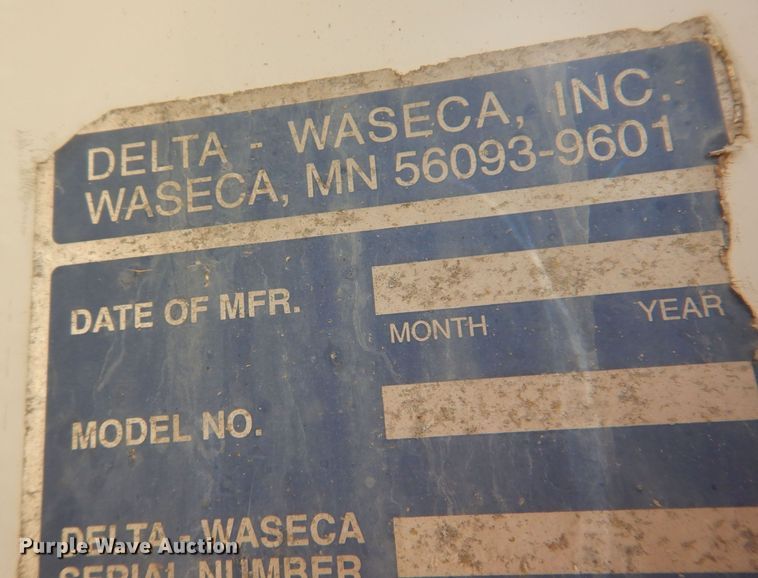 DELTA - WASECA, INC.
WASECA, MN 56093-9601
DATE OF MFR.
MONTH YEAR
MODEL NO.
DELTA - WASECA
SERIAL NUMBER
Purple Wave Auction